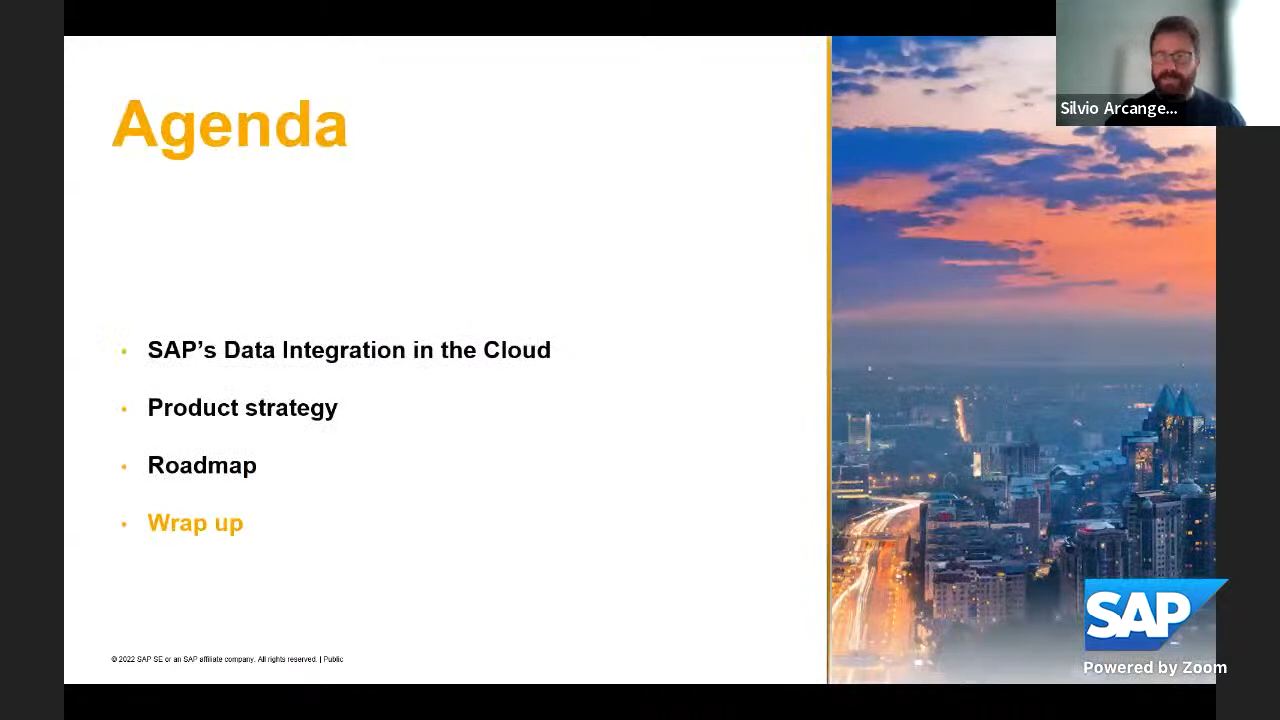 Agenda
Silvio Arcange...
· SAP’s Data Integration in the Cloud
· Product strategy
· Roadmap
· Wrap up
© 2022 SAP SE or an SAP affiliate company. All rights reserved. | Public
SAP
Powered by Zoom